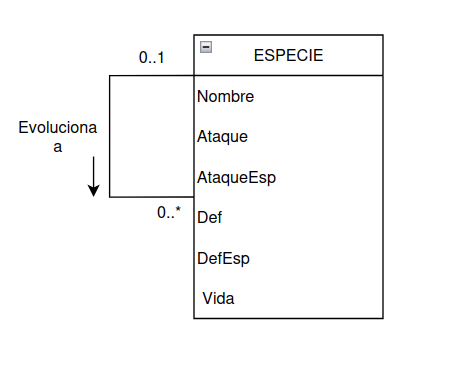 0..1
ESPECIE
Nombre
Evoluciona
a
Ataque
AtaqueEsp
0..*
Def
DefEsp
Vida